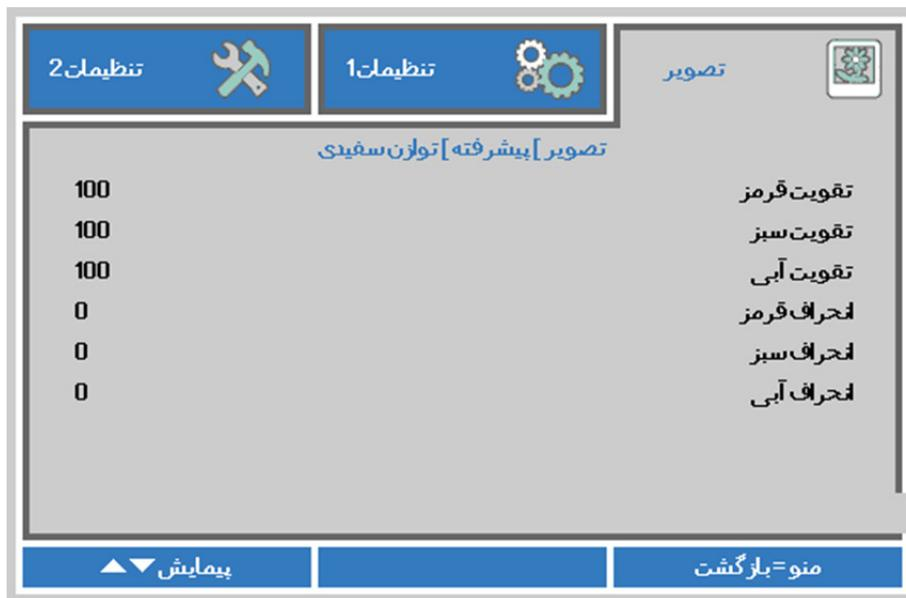 تصویر
تنظیمات1
تنظیمات2
تصویر]پیشرفته]توازن سفیدی
تقویت قرمز 100
تقویت سبز 100
تقویت آبی 100
انحراف قرمز 0
انحراف سبز 0
انحراف آبی 0
منو=بازگشت
پیمایش▼▲